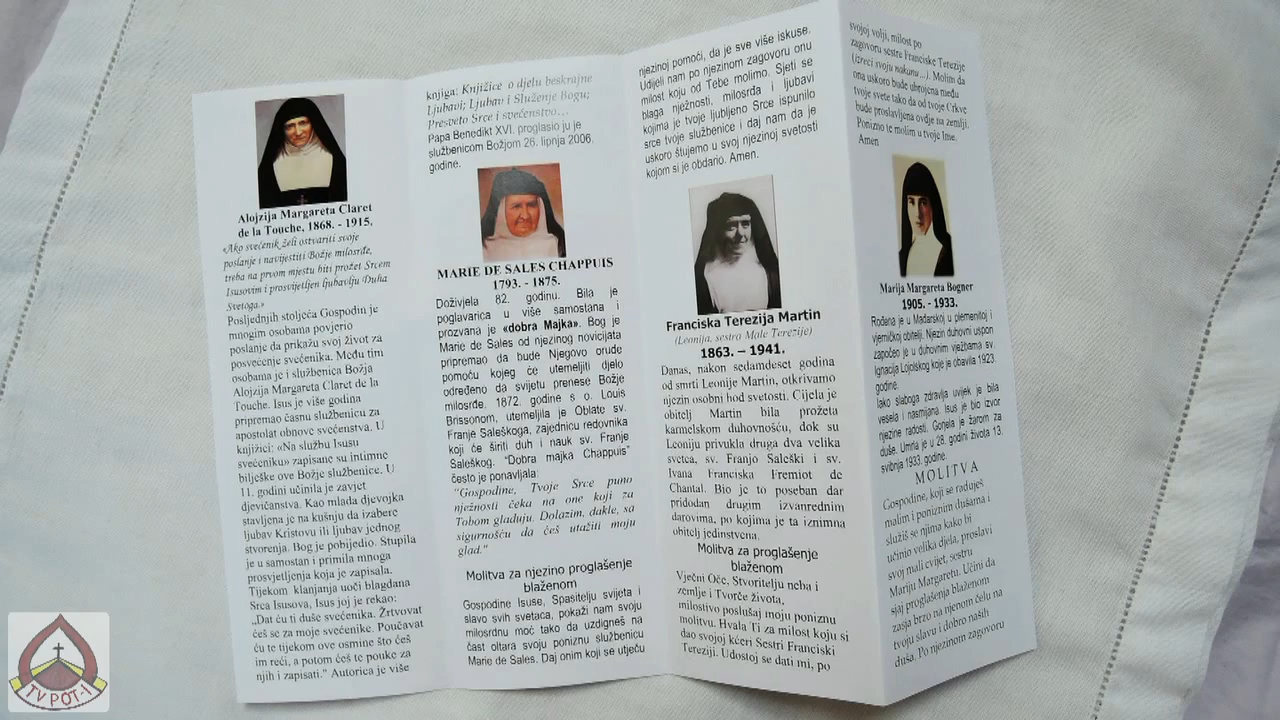 Alojzija Margareta Claret
de la Touche, 1868. - 1915.
«Ako svećenik želi ostvariti svoje
poslanje i navijestiti Božje milosrđe,
treba na prvom mjestu biti prožet Srcem
Isusovim i prosvijetljen ljubavlju Duha
Svetoga.»
Posljednjih stoljeća Gospodin je
mnogim osobama povjerio
poslanje da prikažu svoj život za
posvećenje svećenika. Među tim
osobama je i službenica Božja
Alojzija Margareta Claret de la
Touche. Isus je više godina
pripremao časnu službenicu za
apostolat obnove svećenstva. U
knjižici: «Na službu Isusu
svećeniku» zapisane su intimne
bilješke ove Božje službenice. U
11. godini učinila je zavjet
djevičanstva. Kao mlada djevojka
stavljena je na kušnju da izabere
ljubav Kristovu ili ljubav jednog
stvorenja. Bog je pobijedio. Stupila
je u samostan i primila mnoga
prosvjetljenja koja je zapisala.
Tijekom klanjanja uoči blagdana
Srca Isusova, Isus joj je rekao:
„Dat ću ti duše svećenika. Žrtvovat
ćeš se za moje svećenike. Poučavat
ću te tijekom ove osmine što ćeš
im reći, a potom ćeš te pouke za
njih i zapisati." Autorica je više
knjiga: Knjižice o djelu beskrajne
Ljubavi; Ljubav i Služenje Bogu;
Presveto Srce i svećenstvo…
Papa Benedikt XVI. proglasio ju je
službenicom Božjom 26. lipnja 2006.
godine.
MARIE DE SALES CHAPPUIS
1793. - 1875.
Doživjela 82. godinu. Bila je
poglavarica u više samostana i
prozvana je «dobra Majka». Bog je
Marie de Sales od njezinog novicijata
pripremao da bude Njegovo oruđe
pomoću kojeg će utemeljiti djelo
određeno da svijetu prenese Božje
milosrđe. 1872. godine s o. Louis
Brissonom, utemeljila je Oblate sv.
Franje Saleškoga, zajednicu redovnika
koji će širiti duh i nauk sv. Franje
Saleškog. "Dobra majka Chappuis"
često je ponavljala:
"Gospodine, Tvoje Srce puno
nježnosti čeka na one koji za
Tobom gladuju. Dolazim, dakle, sa
sigurnošću da ćeš utažiti moju
glad."
Molitva za njezino proglašenje
blaženom
Gospodine Isuse, Spasitelju svijeta i
slavo svih svetaca, pokaži nam svoju
milosrdnu moć tako da uzdigneš na
čast oltara svoju poniznu službenicu
Marie de Sales. Daj onim koji se utječu
njezinoj pomoći, da je sve više iskuse.
Udijeli nam po njezinom zagovoru onu
milost koju od Tebe molimo. Sjeti se
blaga nježnosti, milosrđa i ljubavi
kojima je tvoje ljubljeno Srce ispunilo
srce tvoje službenice i daj nam da je
uskoro štujemo u svoj njezinoj svetosti
kojom si je obdario. Amen.
Franciska Terezija Martin
(Leonija, sestra Male Terezije)
1863. – 1941.
Danas, nakon sedamdeset godina
od smrti Leonije Martin, otkrivamo
njezin osobni hod svetosti. Cijela je
obitelj Martin bila prožeta
karmelskom duhovnošću, dok su
Leoniju privukla druga dva velika
svetca, sv. Franjo Saleški i sv.
Ivana Franciska Fremiot de
Chantal. Bio je to poseban dar
pridodan drugim izvanrednim
darovima, po kojima je ta iznimna
obitelj jedinstvena.
Molitva za proglašenje
blaženom
Vječni Oče, Stvoritelju neba i
zemlje i Tvorče života,
milostivo poslušaj moju poniznu
molitvu. Hvala Ti za milost koju si
dao svojoj kćeri Sestri Franciski
Tereziji. Udostoj se dati mi, po
svojoj volji, milost po
zagovoru sestre Franciske Terezije
(izreći svoju nakanu...). Molim da
ona uskoro bude ubrojena među
tvoje svete tako da od tvoje Crkve
bude proslavljena ovdje na zemlji.
Ponizno te molim u tvoje Ime.
Amen
Marija Margareta Bogner
1905. - 1933.
Rođena je u Mađarskoj u plemenitoj i
vjerničkoj obitelji. Njezin duhovni uspon
započeo je u duhovnim vježbama sv.
Ignacija Lojolskog koje je obavila 1923.
godine.
Iako slaboga zdravlja uvijek je bila
vesela i nasmijana. Isus je bio izvor
njezine radosti. Gorjela je žarom za
duše. Umrla je u 28. godini života 13.
svibnja 1933. godine.
MOLITVA
Gospodine, koji se raduješ
malim i poniznim dušama i
služiš se njima kako bi
učinio velika djela, proslavi
svoj mali cvijet, sestru
Mariju Margaretu. Učini da
sjaj proglašenja blaženom
zasja brzo na njenom čelu na
tvoju slavu i dobro naših
duša. Po njezinom zagovoru
TV POT-1